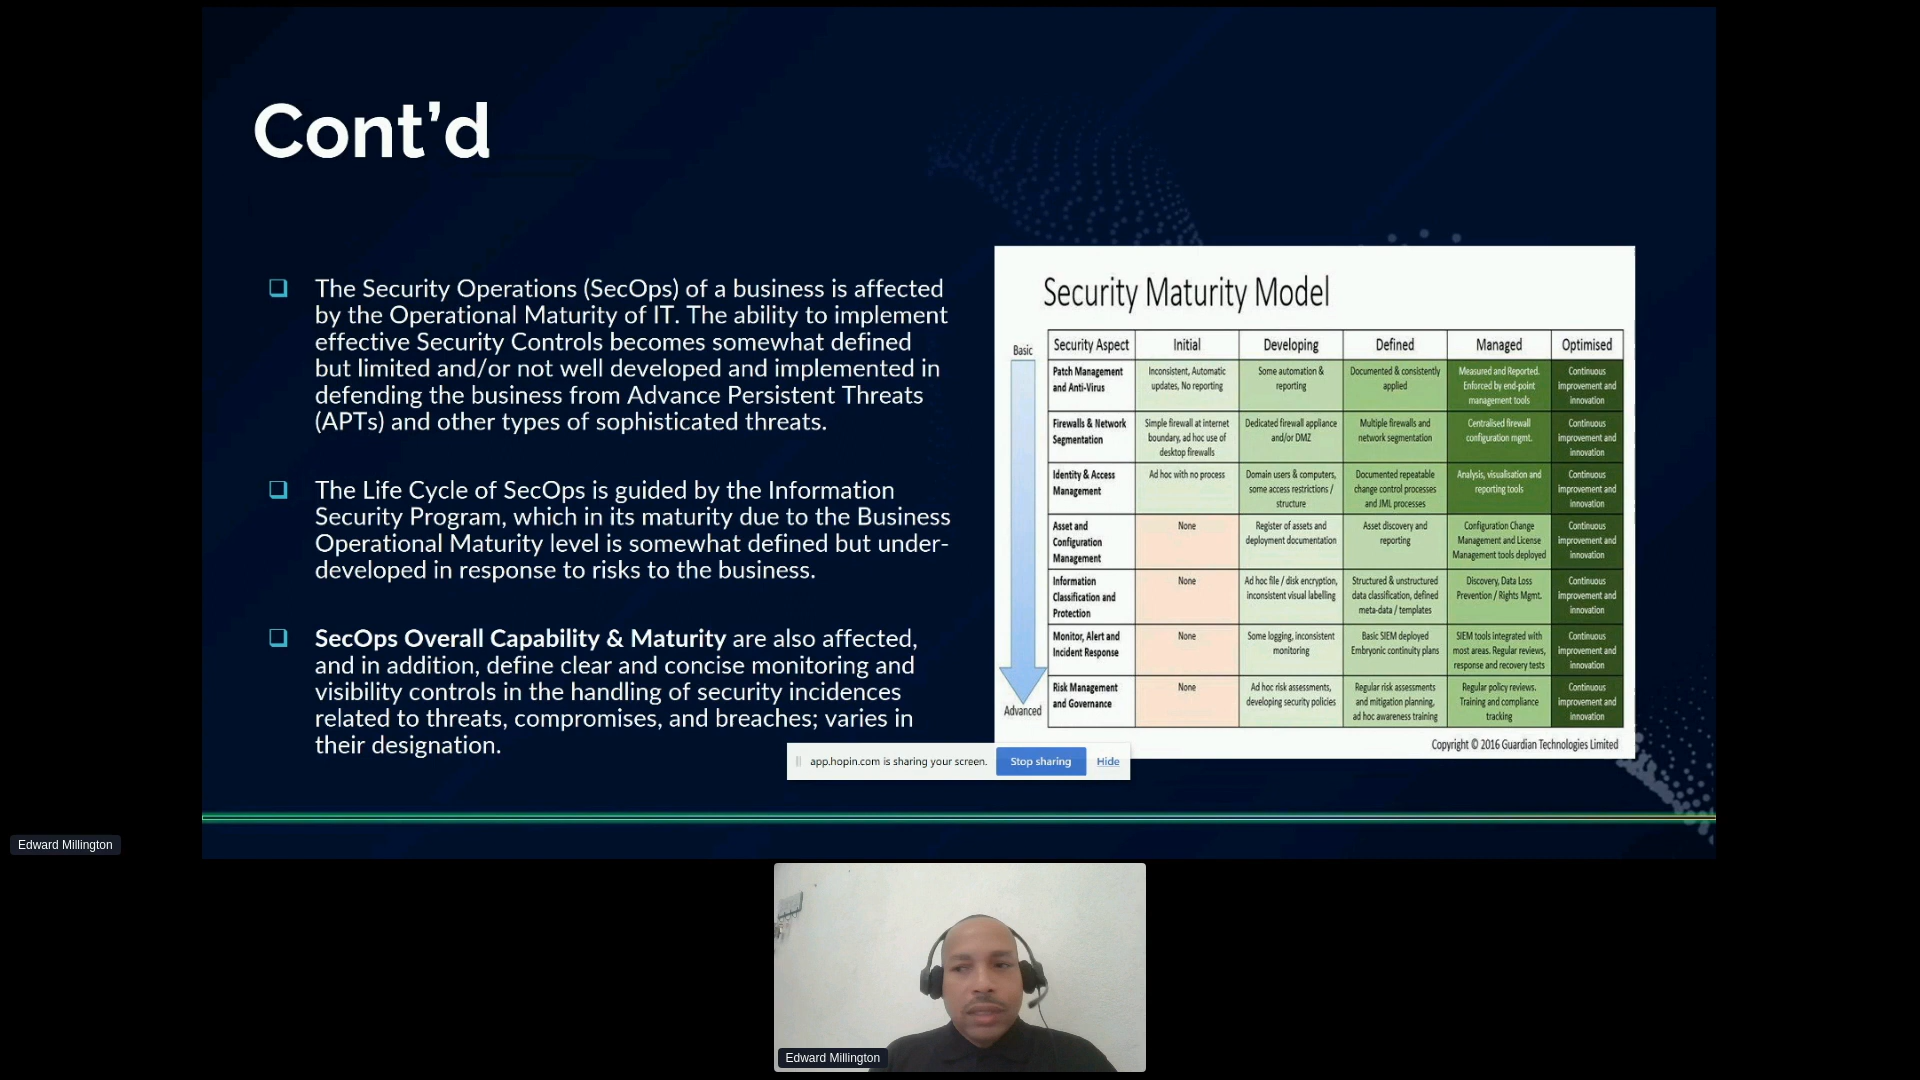 Cont’d
❑ The Security Operations (SecOps) of a business is affected
by the Operational Maturity of IT. The ability to implement
effective Security Controls becomes somewhat defined
but limited and/or not well developed and implemented in
defending the business from Advance Persistent Threats
(APTs) and other types of sophisticated threats.
❑ The Life Cycle of SecOps is guided by the Information
Security Program, which in its maturity due to the Business
Operational Maturity level is somewhat defined but under-
developed in response to risks to the business.
❑ SecOps Overall Capability & Maturity are also affected,
and in addition, define clear and concise monitoring and
visibility controls in the handling of security incidences
related to threats, compromises, and breaches; varies in
their designation.
Security Maturity Model
Basic
Advanced
Security Aspect Initial Developing Defined Managed Optimised
Patch Management
and Anti-Virus
Inconsistent, Automatic
updates, No reporting
Some automation &
reporting
Documented & consistently
applied
Measured and Reported.
Enforced by end-point
management tools
Continuous
improvement and
innovation
Firewalls & Network
Segmentation
Simple firewall at internet
boundary, ad hoc use of
desktop firewalls
Dedicated firewall appliance
and/or DMZ
Multiple firewalls and
network segmentation
Centralised firewall
configuration mgmt.
Continuous
improvement and
innovation
Identity & Access
Management
Ad hoc with no process
Domain users & computers,
some access restrictions /
structure
Documented repeatable
change control processes
and JML processes
Analysis, visualisation and
reporting tools
Continuous
improvement and
innovation
Asset and
Configuration
Management
None
Register of assets and
deployment documentation
Asset discovery and
reporting
Configuration Change
Management and License
Management tools deployed
Continuous
improvement and
innovation
Information
Classification and
Protection
None
Ad hoc file / disk encryption,
inconsistent visual labelling
Structured & unstructured
data classification, defined
meta-data / templates
Discovery, Data Loss
Prevention / Rights Mgmt.
Continuous
improvement and
innovation
Monitor, Alert and
Incident Response
None
Some logging, inconsistent
monitoring
Basic SIEM deployed
Embryonic continuity plans
SIEM tools integrated with
most areas. Regular reviews,
response and recovery tests
Continuous
improvement and
innovation
Risk Management
and Governance
None
Ad hoc risk assessments,
developing security policies
Regular risk assessments
and mitigation planning,
ad hoc awareness training
Regular policy reviews.
Training and compliance
tracking
Continuous
improvement and
innovation
Copyright © 2016 Guardian Technologies Limited
app.hopin.com is sharing your screen. Stop sharing Hide
Edward Millington
Edward Millington